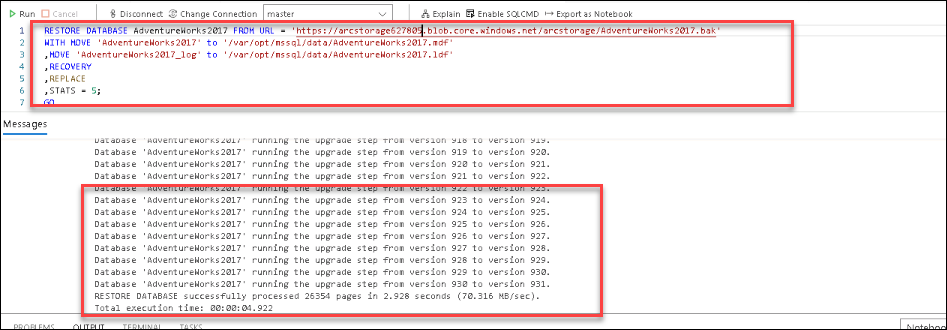 Run Cancel Disconnect Change Connection master Explain Enable SQLCMD Export as Notebook
1 RESTORE DATABASE AdventureWorks2017 FROM URL = 'https://arcstorage627805.blob.core.windows.net/arcstorage/AdventureWorks2017.bak'
2 WITH MOVE 'AdventureWorks2017' to '/var/opt/mssql/data/AdventureWorks2017.mdf'
3 ,MOVE 'AdventureWorks2017_log' to '/var/opt/mssql/data/AdventureWorks2017.ldf'
4 ,RECOVERY
5 ,REPLACE
6 ,STATS = 5;
7 GO
Messages
Database 'AdventureWorks2017' running the upgrade step from version 918 to version 919.
Database 'AdventureWorks2017' running the upgrade step from version 919 to version 920.
Database 'AdventureWorks2017' running the upgrade step from version 920 to version 921.
Database 'AdventureWorks2017' running the upgrade step from version 921 to version 922.
Database 'AdventureWorks2017' running the upgrade step from version 922 to version 923.
Database 'AdventureWorks2017' running the upgrade step from version 923 to version 924.
Database 'AdventureWorks2017' running the upgrade step from version 924 to version 925.
Database 'AdventureWorks2017' running the upgrade step from version 925 to version 926.
Database 'AdventureWorks2017' running the upgrade step from version 926 to version 927.
Database 'AdventureWorks2017' running the upgrade step from version 927 to version 928.
Database 'AdventureWorks2017' running the upgrade step from version 928 to version 929.
Database 'AdventureWorks2017' running the upgrade step from version 929 to version 930.
Database 'AdventureWorks2017' running the upgrade step from version 930 to version 931.
RESTORE DATABASE successfully processed 26354 pages in 2.928 seconds (70.316 MB/sec).
Total execution time: 00:00:04.922
PROBLEMS OUTPUT TERMINAL TASKS Notebo